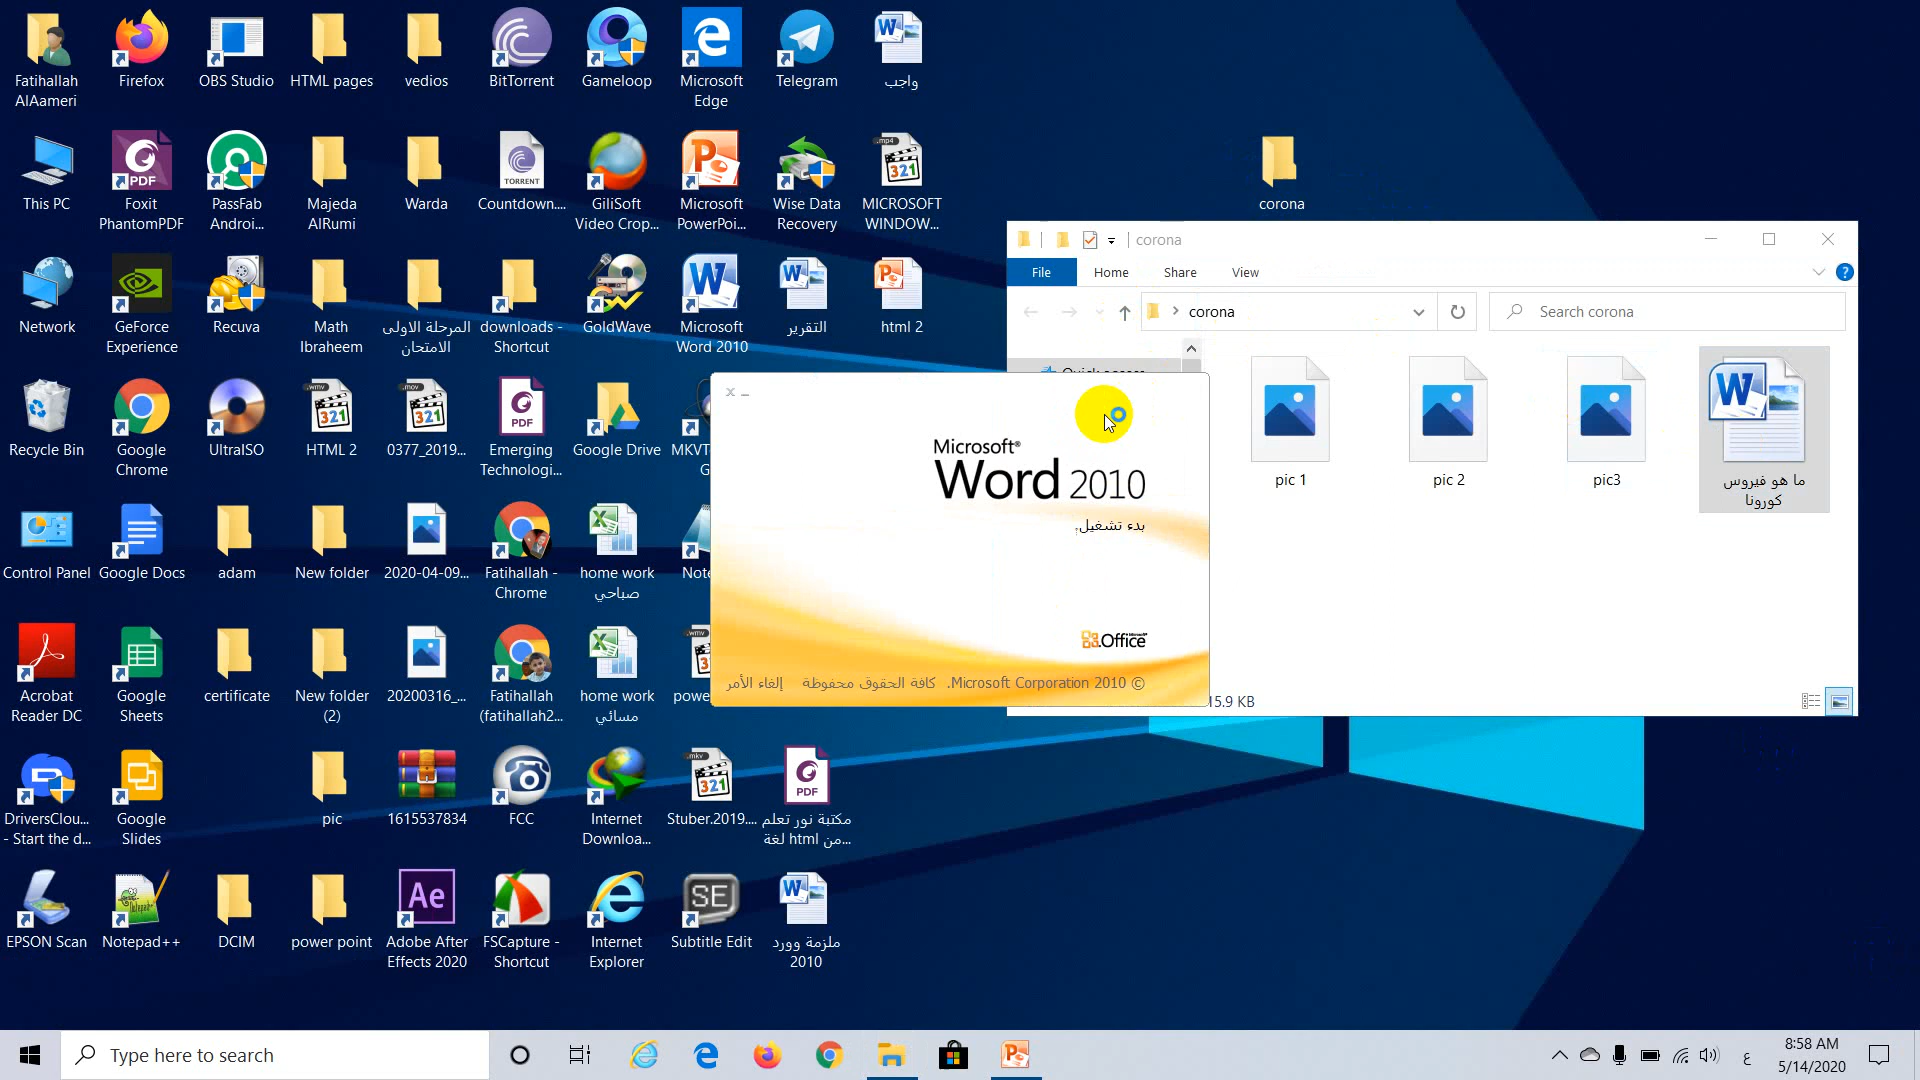 Fatihallah AlAameri
Firefox
OBS Studio
HTML pages
vedios
BitTorrent
Gameloop
Microsoft Edge
Telegram
واجب
This PC
Foxit PhantomPDF
PassFab Androi...
Majeda AlRumi
Warda
Countdown....
GiliSoft Video Crop...
Microsoft PowerPoi...
Wise Data Recovery
MICROSOFT WINDOW...
corona
Network
GeForce Experience
Recuva
Math Ibraheem
المرحلة الاولى الامتحان
downloads - Shortcut
GoldWave
Microsoft Word 2010
التقرير
html 2
Recycle Bin
Google Chrome
UltraISO
HTML 2
0377_2019...
Emerging Technologi...
Google Drive
Control Panel
Google Docs
adam
New folder
2020-04-09...
Fatihallah - Chrome
home work صباحي
Acrobat Reader DC
Google Sheets
certificate
New folder (2)
20200316_...
Fatihallah (fatihallah2...
home work مسائي
DriversClou... - Start the d...
Google Slides
pic
1615537834
FCC
Internet Downloa...
Stuber.2019....
مكتبة نور تعلم لغة html من...
EPSON Scan
Notepad++
DCIM
power point
Adobe After Effects 2020
FSCapture - Shortcut
Internet Explorer
Subtitle Edit
ملزمة وورد 2010
corona
File Home Share View
corona
Search corona
pic 1
pic 2
pic3
ما هو فيروس كورونا
15.9 KB
Microsoft®
Word 2010
بدء تشغيل,
Office
© Microsoft Corporation 2010. كافة الحقوق محفوظة
إلغاء الأمر
Type here to search
ع
8:58 AM
5/14/2020